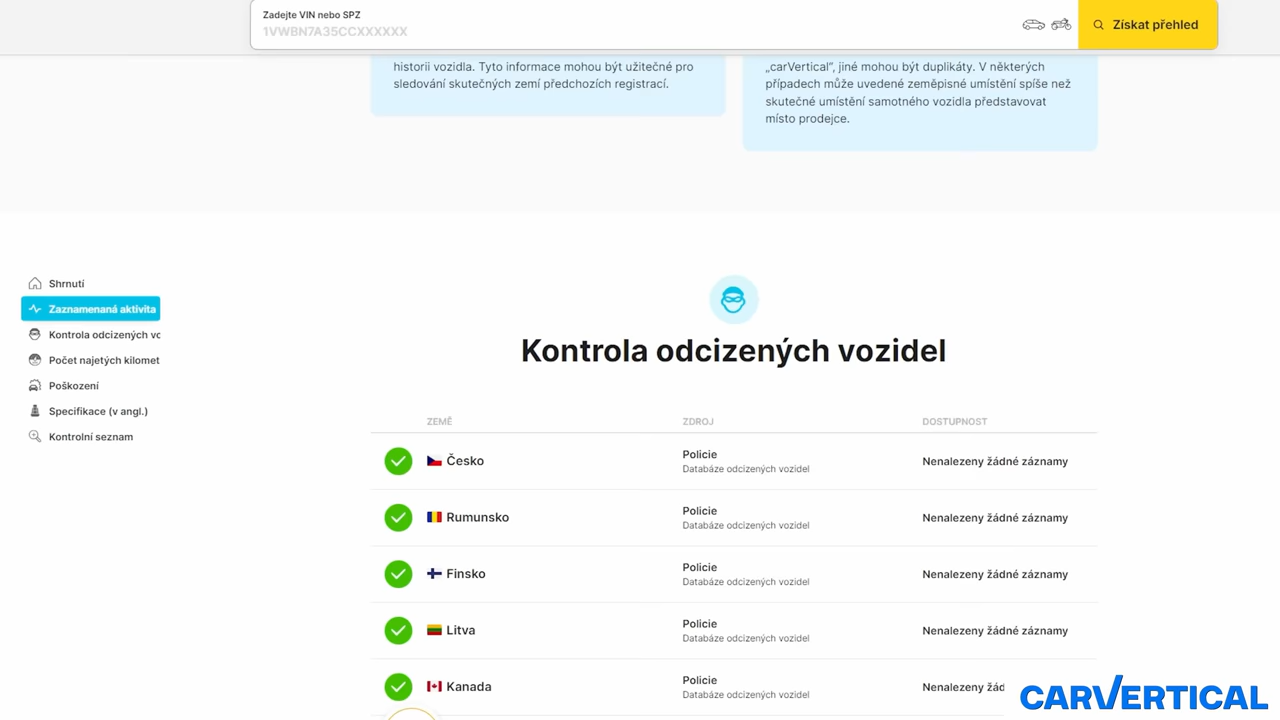 Zadejte VIN nebo SPZ
1VWBN7A35CCXXXXXX
Získat přehled
historii vozidla. Tyto informace mohou být užitečné pro
sledování skutečných zemí předchozích registrací.
„carVertical“, jiné mohou být duplikáty. V některých
případech může uvedené zeměpisné umístění spíše než
skutečné umístění samotného vozidla představovat
místo prodejce.
Shrnutí
Zaznamenaná aktivita
Kontrola odcizených vo
Počet najetých kilomet
Poškození
Specifikace (v angl.)
Kontrolní seznam
Kontrola odcizených vozidel
ZEMĚ ZDROJ DOSTUPNOST
Česko Policie Nenalezeny žádné záznamy
Databáze odcizených vozidel
Rumunsko Policie Nenalezeny žádné záznamy
Databáze odcizených vozidel
Finsko Policie Nenalezeny žádné záznamy
Databáze odcizených vozidel
Litva Policie Nenalezeny žádné záznamy
Databáze odcizených vozidel
Kanada Policie Nenalezeny žád
Databáze odcizených vozidel
CARVERTICAL